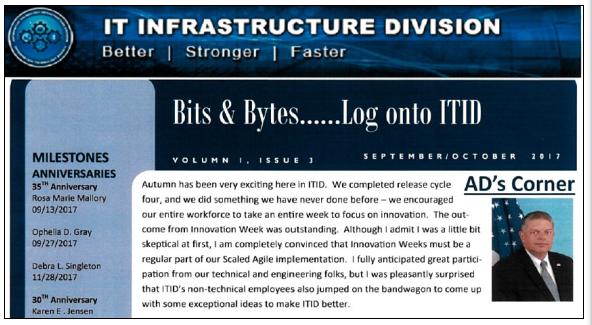 IT INFRASTRUCTURE DIVISION
Better | Stronger | Faster
Bits & Bytes......Log onto ITID
VOLUMN 1, ISSUE 3
SEPTEMBER/OCTOBER 2017
MILESTONES
ANNIVERSARIES
35TH Anniversary
Rosa Marie Mallory
09/13/2017
Ophelia D. Gray
09/27/2017
Debra L. Singleton
11/28/2017
30TH Anniversary
Karen E. Jensen
AD's Corner
Autumn has been very exciting here in ITID. We completed release cycle
four, and we did something we have never done before – we encouraged
our entire workforce to take an entire week to focus on innovation. The out-
come from Innovation Week was outstanding. Although I admit I was a little bit
skeptical at first, I am completely convinced that Innovation Weeks must be a
regular part of our Scaled Agile implementation. I fully anticipated great partici-
pation from our technical and engineering folks, but I was pleasantly surprised
that ITID's non-technical employees also jumped on the bandwagon to come up
with some exceptional ideas to make ITID better.